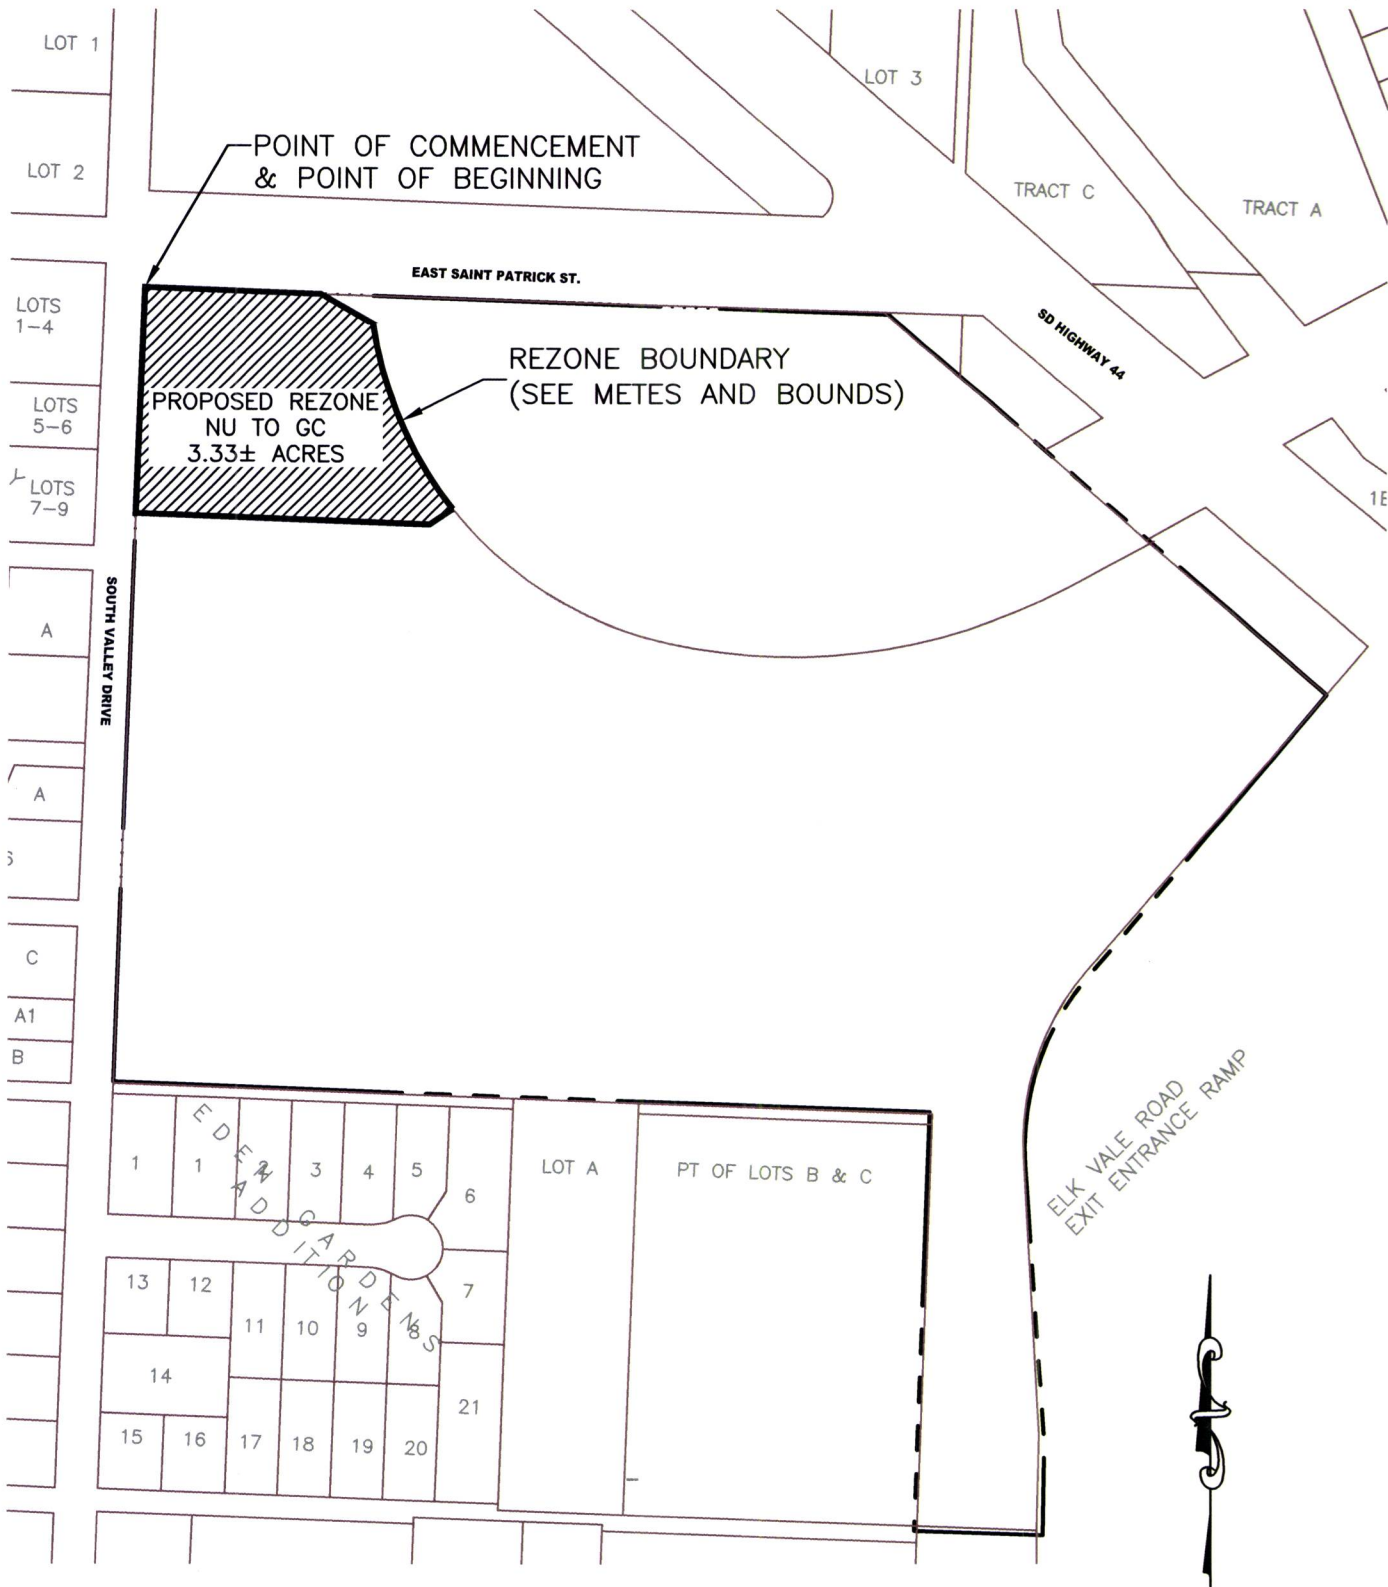 LOT 1
LOT 3
POINT OF COMMENCEMENT
& POINT OF BEGINNING
LOT 2
TRACT C
TRACT A
EAST SAINT PATRICK ST.
LOTS
1-4
SD HIGHWAY 44
REZONE BOUNDARY
(SEE METES AND BOUNDS)
PROPOSED REZONE
NU TO GC
3.33± ACRES
LOTS
5-6
LOTS
7-9
SOUTH VALLEY DRIVE
A
A
C
A1
B
EDEN GARDENS
ADDITION
1
1
2
3
4
5
6
LOT A
PT OF LOTS B & C
ELK VALE ROAD
EXIT ENTRANCE RAMP
13
12
11
10
9
8
7
14
15
16
17
18
19
20
21